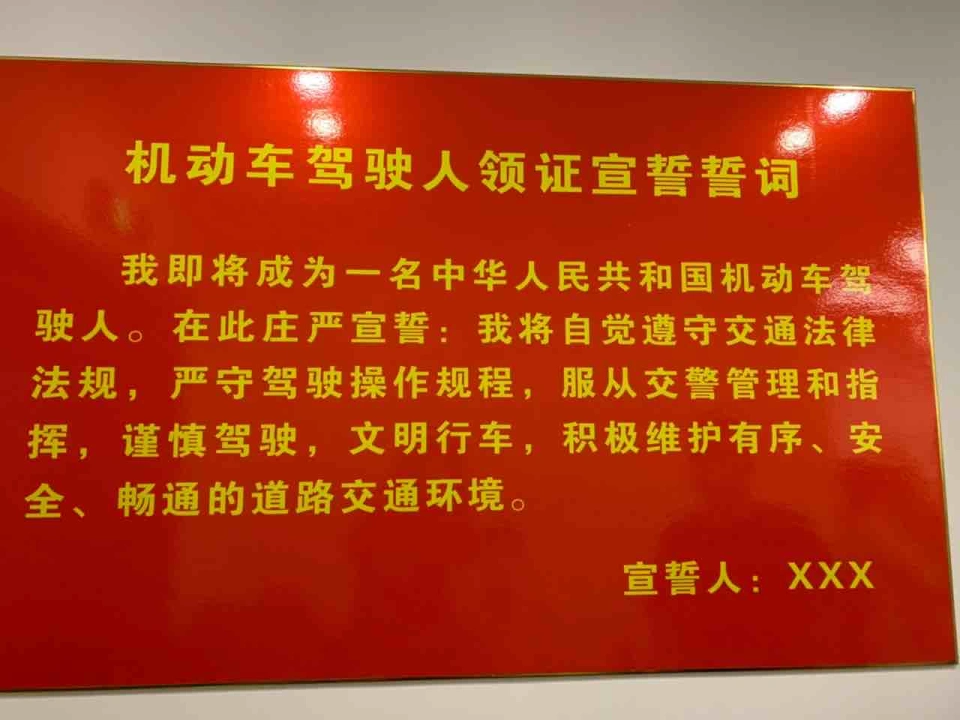 机动车驾驶人领证宣誓誓词
我即将成为一名中华人民共和国机动车驾
驶人。在此庄严宣誓：我将自觉遵守交通法律
法规，严守驾驶操作规程，服从交警管理和指
挥，谨慎驾驶，文明行车，积极维护有序、安
全、畅通的道路交通环境。
宣誓人：XXX